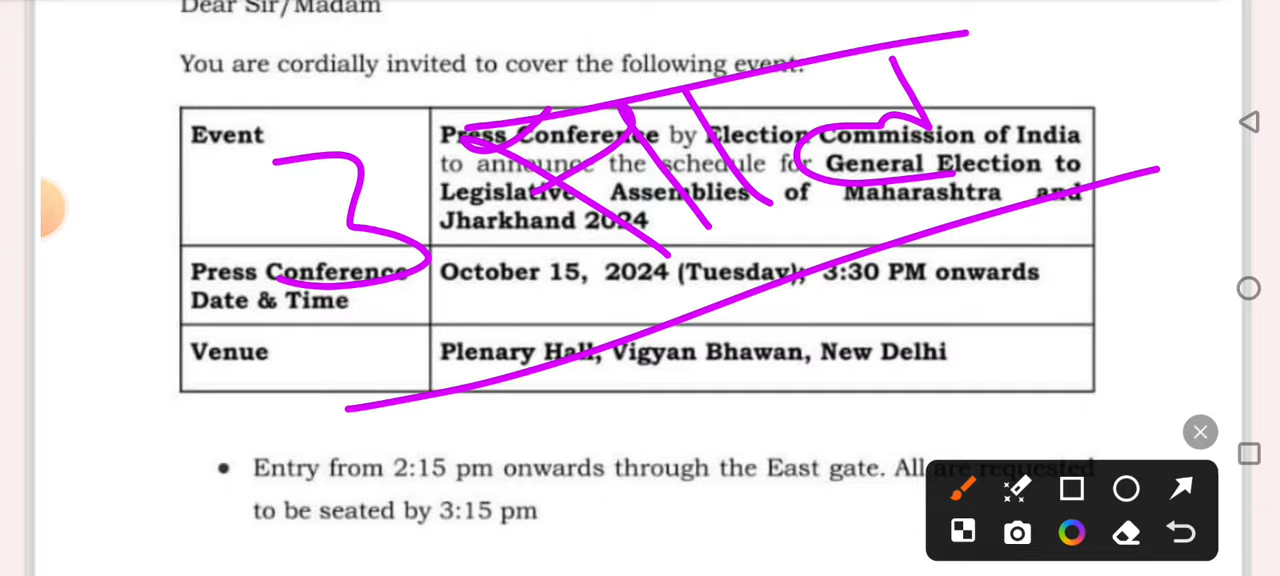 Dear Sir/Madam
You are cordially invited to cover the following event:
Event
Press Conference by Election Commission of India
to announce the schedule for General Election to
Legislative Assemblies of Maharashtra and
Jharkhand 2024
Press Conference
Date & Time
October 15, 2024 (Tuesday); 3:30 PM onwards
Venue
Plenary Hall, Vigyan Bhawan, New Delhi
• Entry from 2:15 pm onwards through the East gate. All are requested
to be seated by 3:15 pm